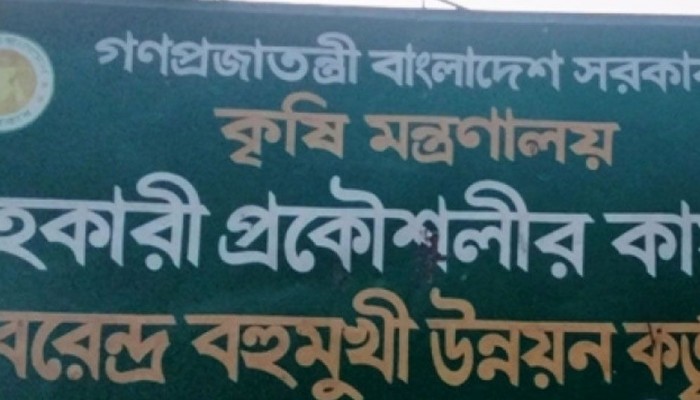 গণপ্রজাতন্ত্রী বাংলাদেশ সরকার
কৃষি মন্ত্রণালয়
হকারী প্রকৌশলীর কা
বরেন্দ্র বহুমুখী উন্নয়ন কর্তৃ